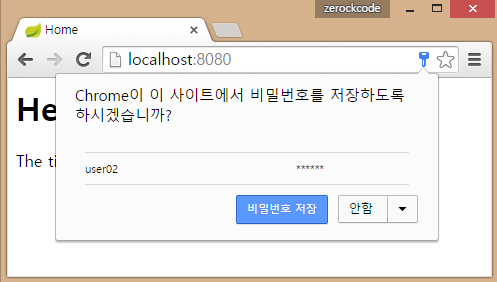 zerockcode
Home
localhost:8080
He
Chrome이 이 사이트에서 비밀번호를 저장하도록
하시겠습니까?
The ti
user02 ******
비밀번호 저장 안함